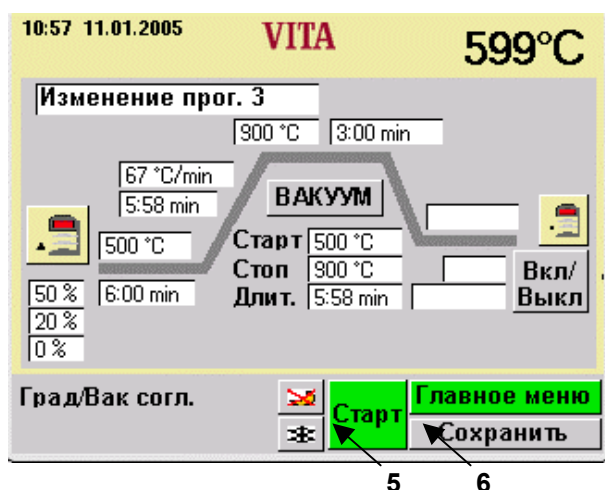 10:57 11.01.2005 VITA 599°C
Изменение прог. 3
900 °C 3:00 min
67 °C/min
5:58 min
ВАКУУМ
500 °C
Старт 500 °C
Стоп 900 °C
Вкл/
Выкл
50 % 6:00 min
Длит. 5:58 min
20 %
0 %
Град/Вак согл.
Старт
Главное меню
Сохранить
5 6